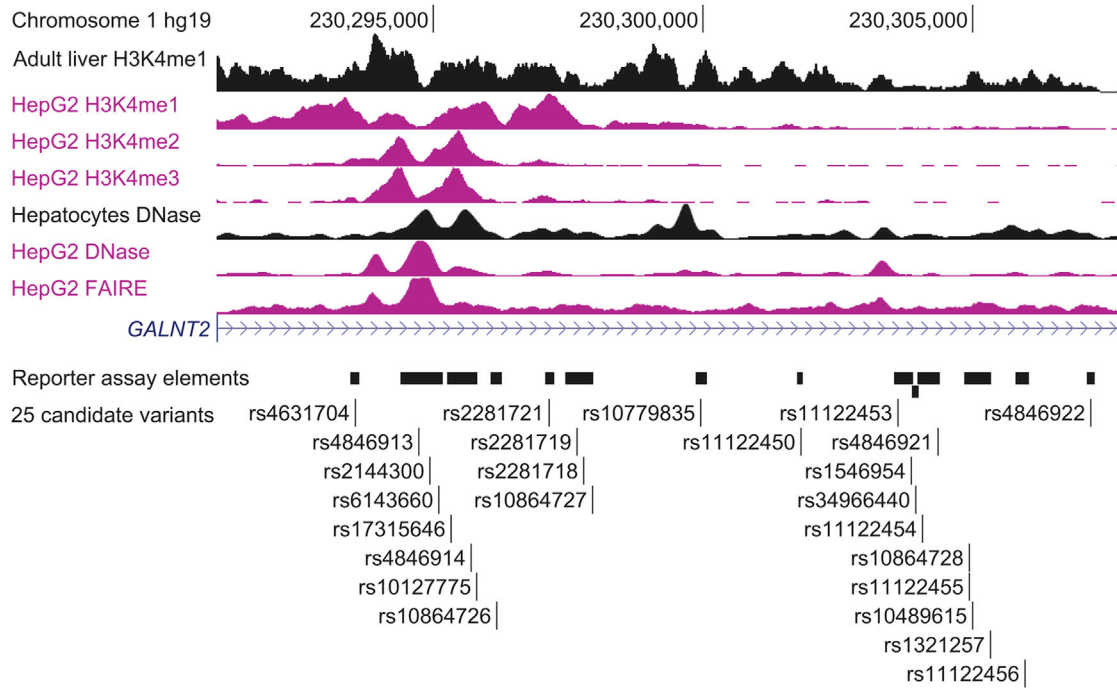 Chromosome 1 hg19 230,295,000 230,300,000 230,305,000
Adult liver H3K4me1
HepG2 H3K4me1
HepG2 H3K4me2
HepG2 H3K4me3
Hepatocytes DNase
HepG2 DNase
HepG2 FAIRE
GALNT2
Reporter assay elements
25 candidate variants rs4631704 rs2281721 rs10779835 rs11122453 rs4846922
rs4846913 rs2281719 rs11122450 rs4846921
rs2144300 rs2281718 rs1546954
rs6143660 rs10864727 rs34966440
rs17315646 rs11122454
rs4846914 rs10864728
rs10127775 rs11122455
rs10864726 rs10489615
rs1321257
rs11122456